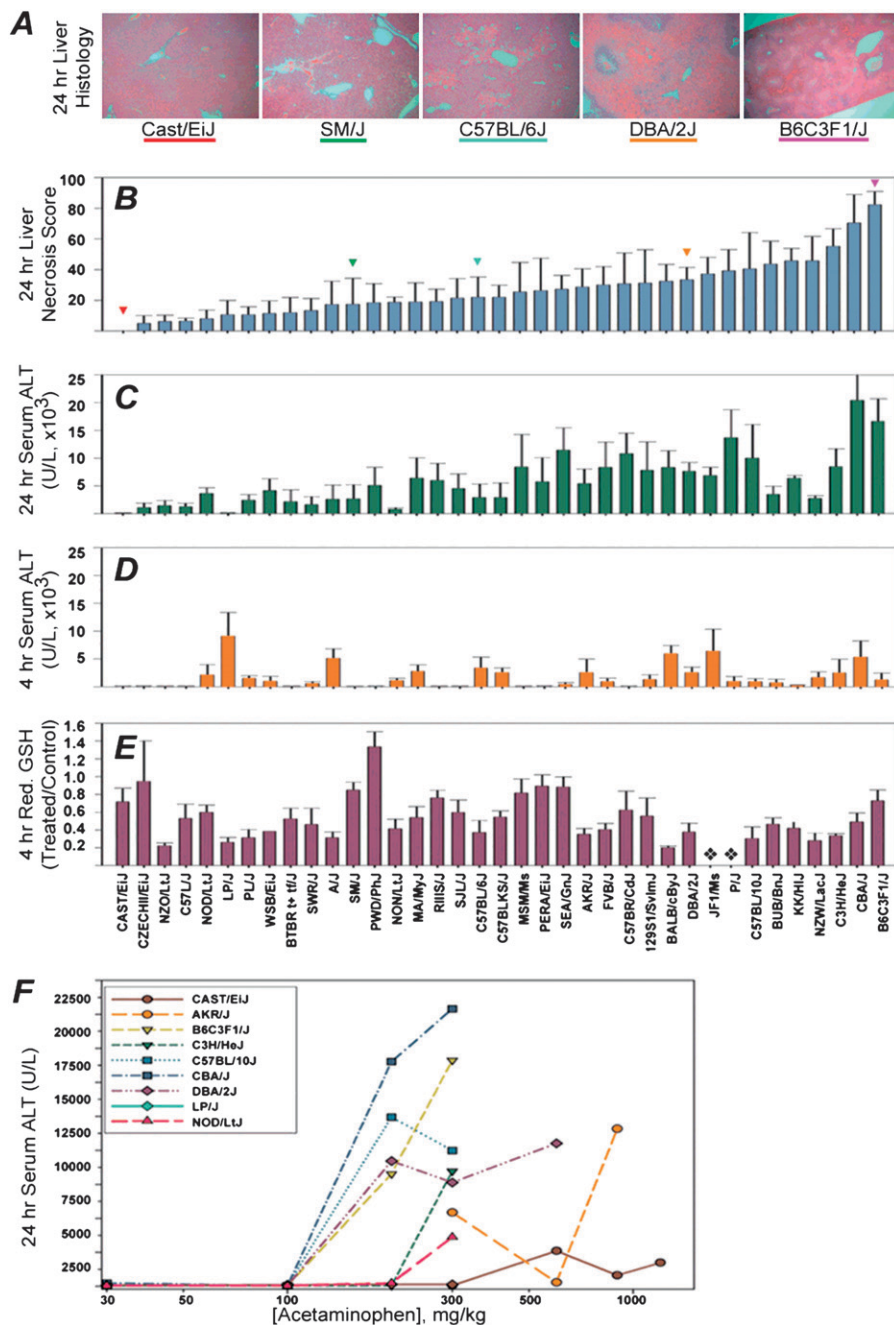 A
24 hr Liver
Histology
Cast/EiJ
SM/J
C57BL/6J
DBA/2J
B6C3F1/J
B
24 hr Liver
Necrosis Score
100
80
60
40
20
C
24 hr Serum ALT
(U/L, x10³)
25
20
15
10
5
D
4 hr Serum ALT
(U/L, x10³)
25
20
15
10
5
E
4 hr Red. GSH
(Treated/Control)
1.6
1.4
1.2
1.0
0.8
0.6
0.4
0.2
CAST/EiJ
CZECHII/EiJ
NZO/LtJ
C57L/J
NOD/LtJ
LP/J
PL/J
WSB/EiJ
BTBR t+ tf/J
SWR/J
A/J
SM/J
PWD/PhJ
NON/LtJ
MA/MyJ
RIIIS/J
SJL/J
C57BL/6J
C57BLKS/J
MSM/Ms
PERA/EiJ
SEA/GnJ
AKR/J
FVB/J
C57BR/CdJ
129S1/SvImJ
BALB/cByJ
DBA/2J
JF1/Ms
P/J
C57BL/10J
BUB/BnJ
KK/HIJ
NZW/LacJ
C3H/HeJ
CBA/J
B6C3F1/J
F
24 hr Serum ALT (U/L)
22500
20000
17500
15000
12500
10000
7500
5000
2500
CAST/EiJ
AKR/J
B6C3F1/J
C3H/HeJ
C57BL/10J
CBA/J
DBA/2J
LP/J
NOD/LtJ
30
50
100
300
500
1000
[Acetaminophen], mg/kg